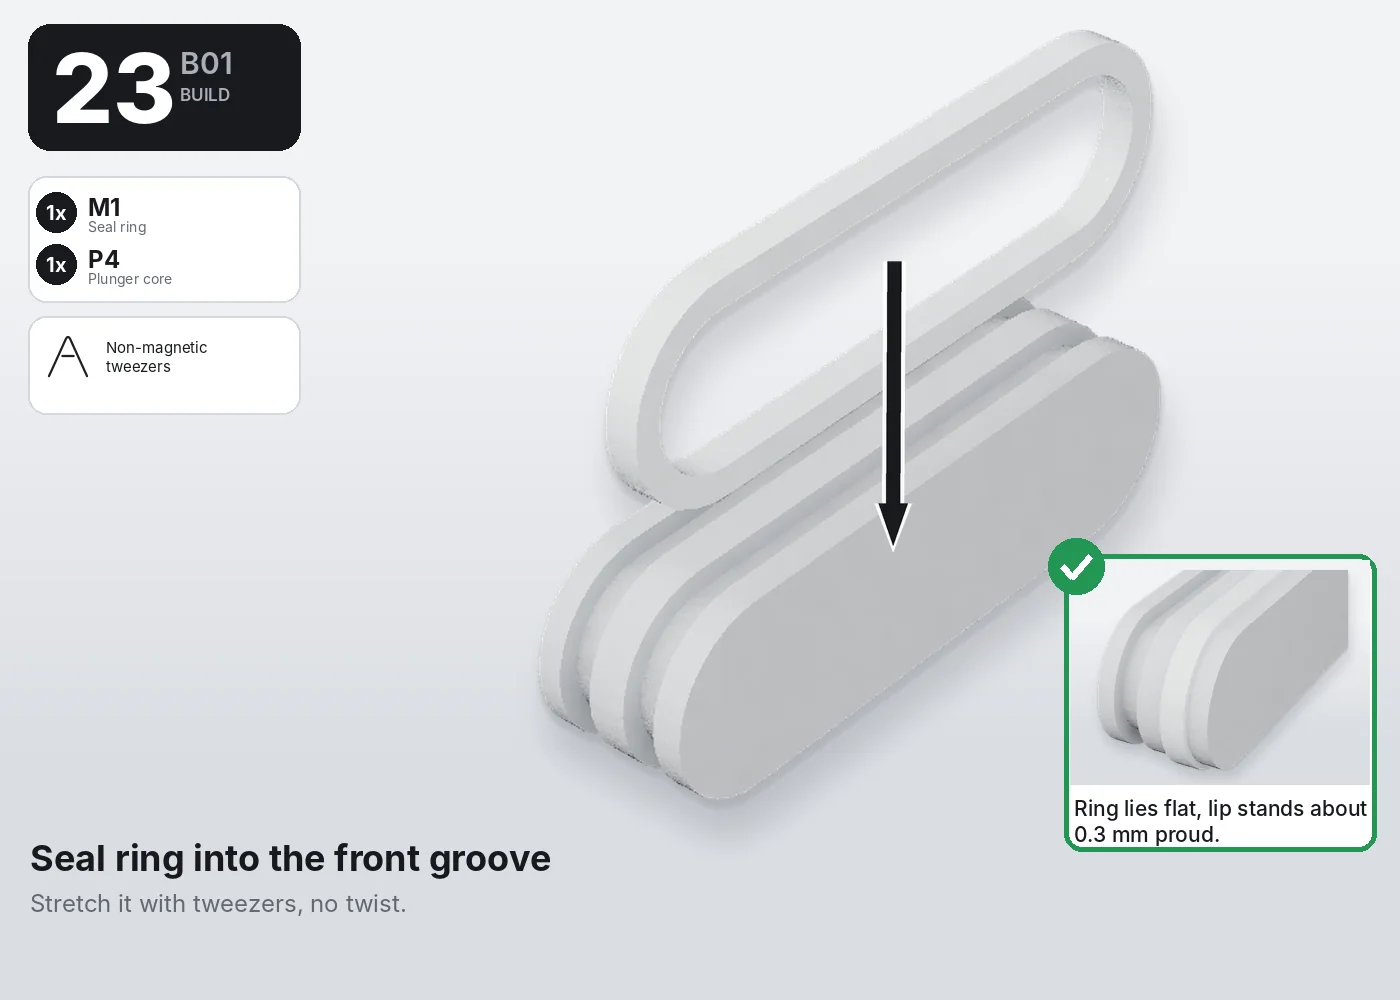 23
B01
BUILD
1x M1
Seal ring
1x P4
Plunger core
Non-magnetic
tweezers
Ring lies flat, lip stands about
0.3 mm proud.
Seal ring into the front groove
Stretch it with tweezers, no twist.